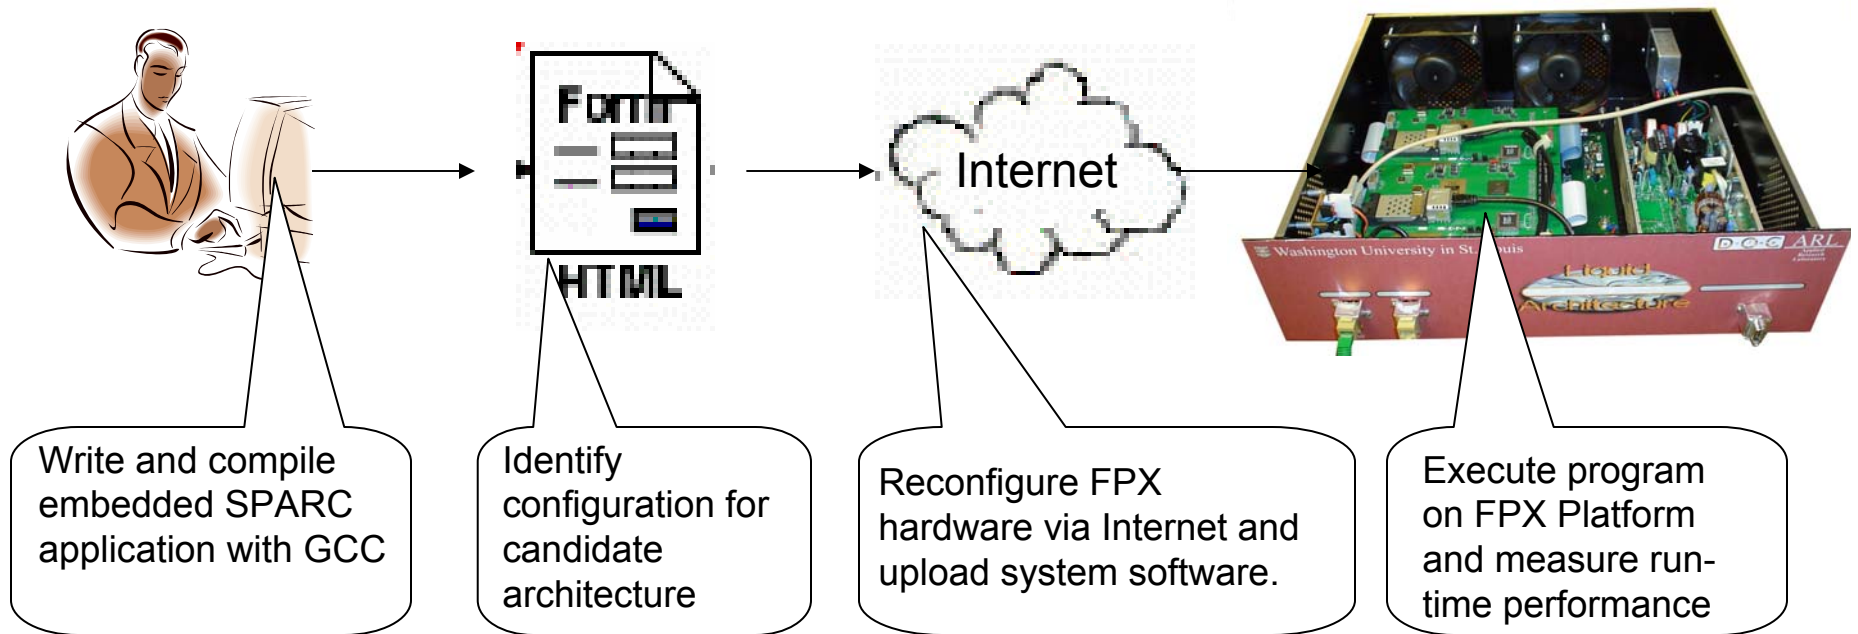 Form
HTML
Internet
Washington University in St. Louis
D·e·c ARL
Liquid
Architecture
Write and compile
embedded SPARC
application with GCC
Identify
configuration for
candidate
architecture
Reconfigure FPX
hardware via Internet and
upload system software.
Execute program
on FPX Platform
and measure run-
time performance